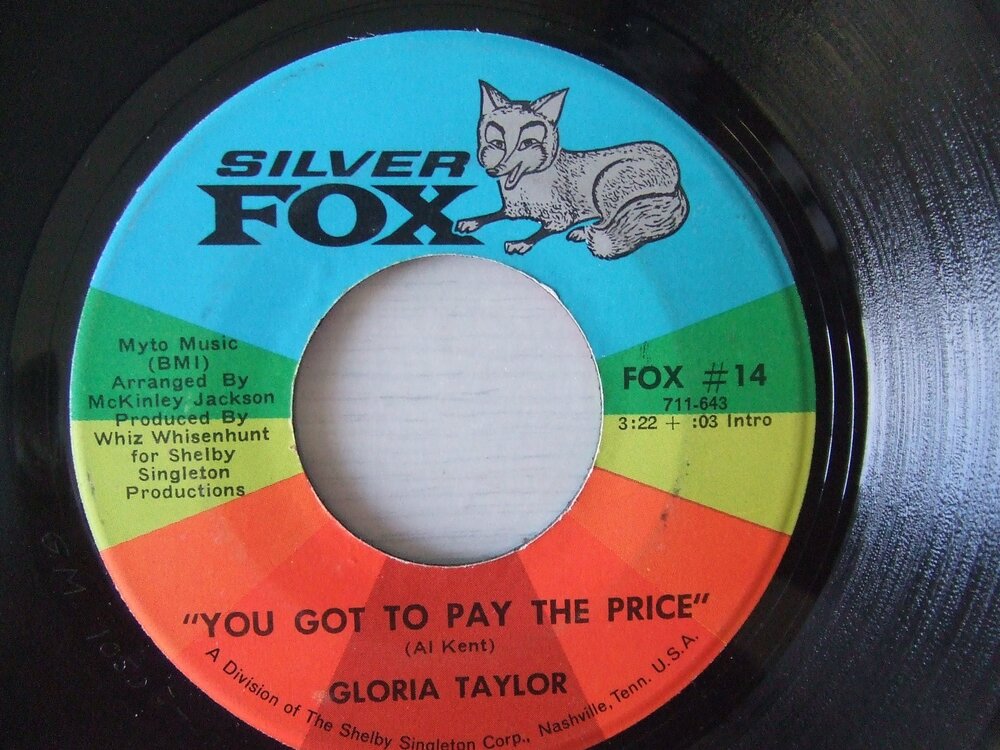 SILVER
FOX
Myto Music
(BMI)
Arranged By
McKinley Jackson
Produced By
Whiz Whisenhunt
for Shelby
Singleton
Productions
FOX #14
711-643
3:22 + :03 Intro
"YOU GOT TO PAY THE PRICE"
(Al Kent)
GLORIA TAYLOR
A Division of The Shelby Singleton Corp., Nashville, Tenn. U.S.A.